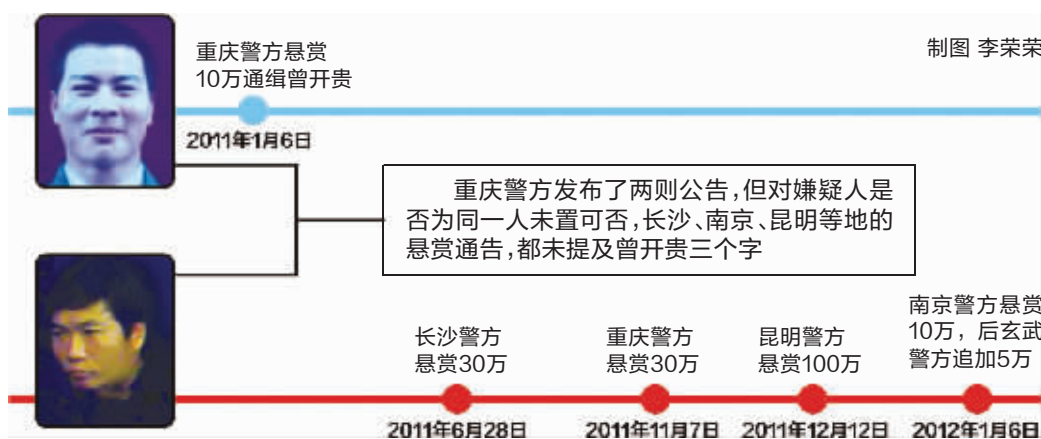 重庆警方悬赏
10万通缉曾开贵
制图 李荣荣
2011年1月6日
重庆警方发布了两则公告,但对嫌疑人是
否为同一人未置可否,长沙、南京、昆明等地的
悬赏通告,都未提及曾开贵三个字
长沙警方
悬赏30万
重庆警方
悬赏30万
昆明警方
悬赏100万
南京警方悬赏
10万，后玄武
警方追加5万
2011年6月28日
2011年11月7日
2011年12月12日
2012年1月6日